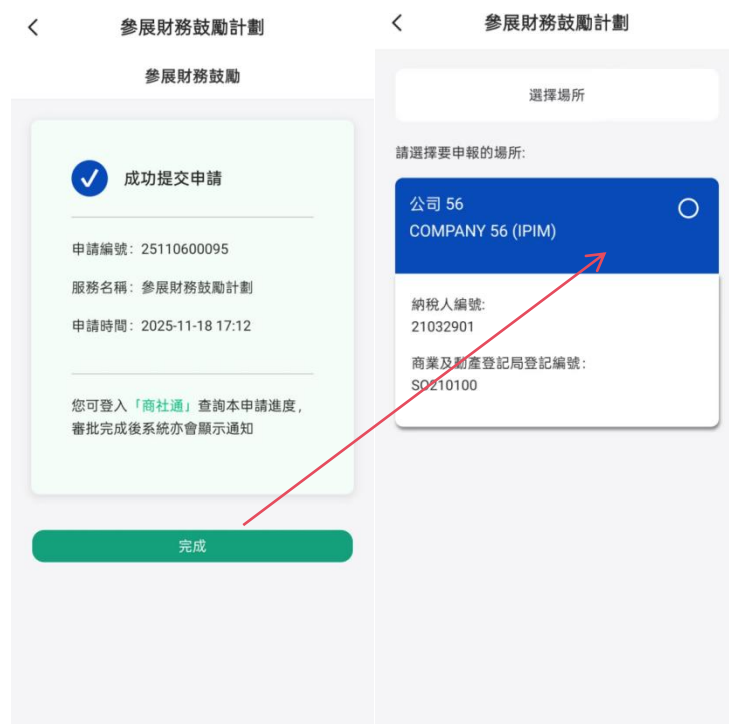 參展財務鼓勵計劃
參展財務鼓勵
成功提交申請
申請編號: 25110600095
服務名稱: 參展財務鼓勵計劃
申請時間: 2025-11-18 17:12
您可登入「商社通」查詢本申請進度,
審批完成後系統亦會顯示通知
完成
參展財務鼓勵計劃
選擇場所
請選擇要申報的場所:
公司 56
COMPANY 56 (IPIM)
納稅人編號:
21032901
商業及動產登記局登記編號:
SO210100